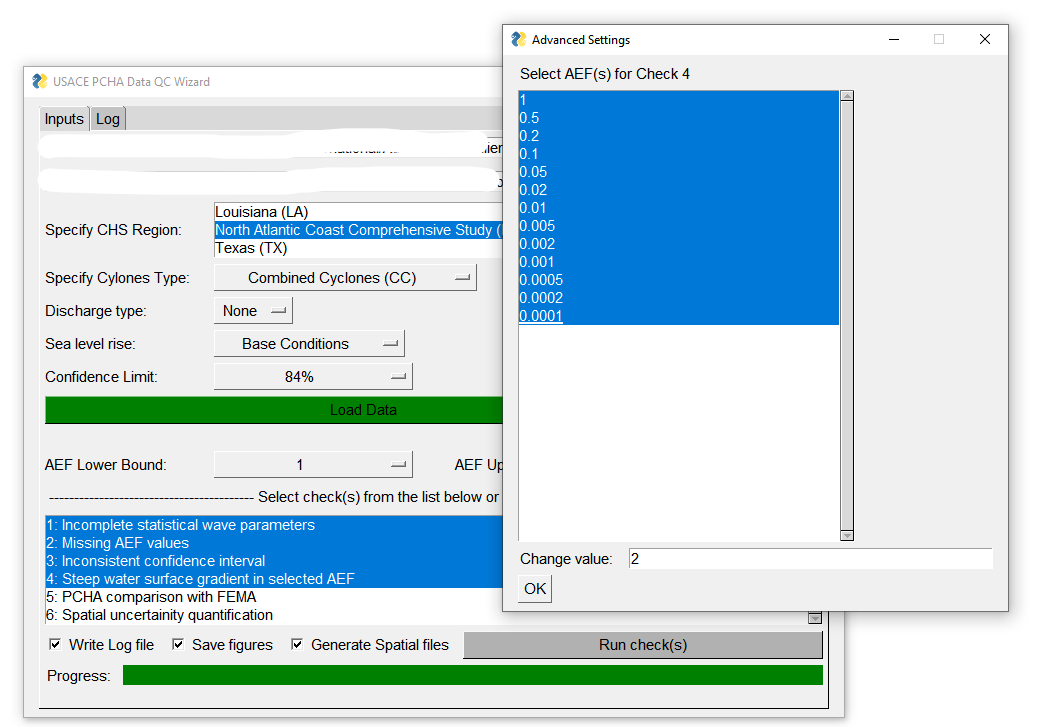 USACE PCHA Data QC Wizard
Inputs
Log
Specify CHS Region:
Louisiana (LA)
North Atlantic Coast Comprehensive Study (
Texas (TX)
Specify Cylones Type:
Combined Cyclones (CC)
Discharge type:
None
Sea level rise:
Base Conditions
Confidence Limit:
84%
Load Data
AEF Lower Bound:
1
AEF Up
----------------------------------------- Select check(s) from the list below or
1: Incomplete statistical wave parameters
2: Missing AEF values
3: Inconsistent confidence interval
4: Steep water surface gradient in selected AEF
5: PCHA comparison with FEMA
6: Spatial uncertainity quantification
Write Log file
Save figures
Generate Spatial files
Run check(s)
Progress:
Advanced Settings
Select AEF(s) for Check 4
1
0.5
0.2
0.1
0.05
0.02
0.01
0.005
0.002
0.001
0.0005
0.0002
0.0001
Change value:
2
OK